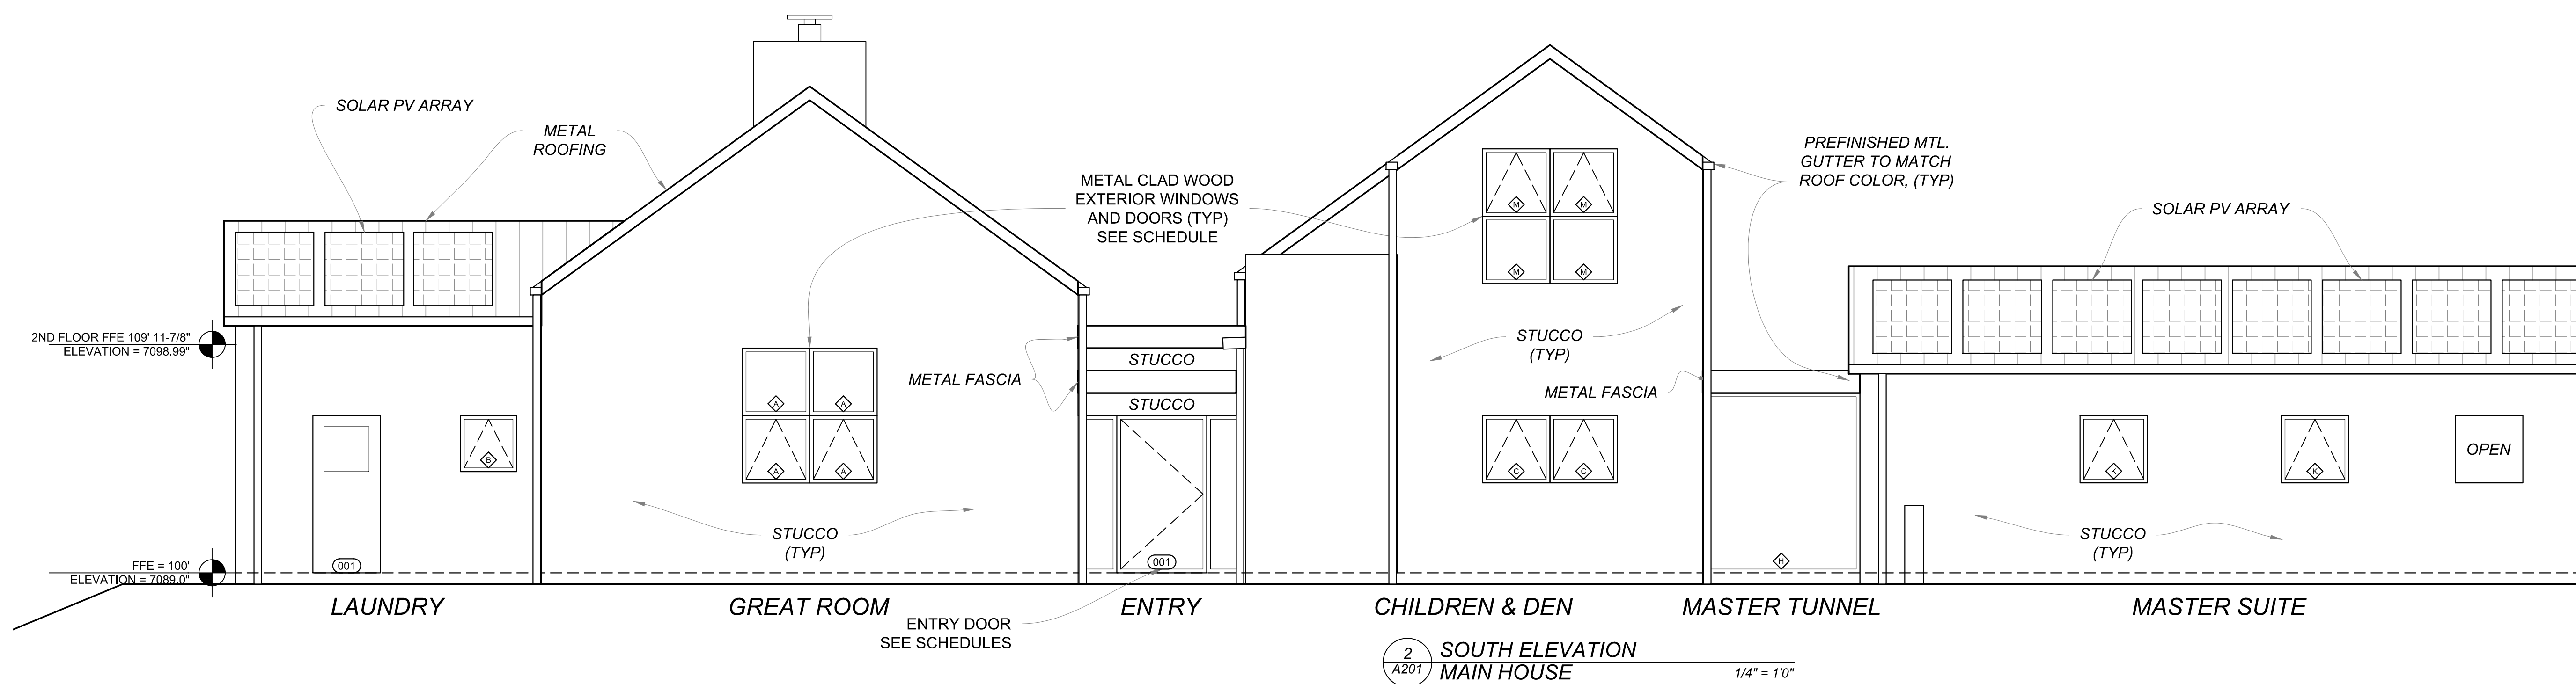 SOLAR PV ARRAY
METAL
ROOFING
METAL CLAD WOOD
EXTERIOR WINDOWS
AND DOORS (TYP)
SEE SCHEDULE
PREFINISHED MTL.
GUTTER TO MATCH
ROOF COLOR, (TYP)
SOLAR PV ARRAY
M
M
M
M
2ND FLOOR FFE 109' 11-7/8"
ELEVATION = 7098.99"
STUCCO
METAL FASCIA
STUCCO
STUCCO
(TYP)
METAL FASCIA
A
A
A
A
B
C
C
K
K
OPEN
STUCCO
(TYP)
STUCCO
(TYP)
FFE = 100'
ELEVATION = 7089.0"
001
001
H
LAUNDRY
GREAT ROOM
ENTRY
CHILDREN & DEN
MASTER TUNNEL
MASTER SUITE
ENTRY DOOR
SEE SCHEDULES
2
A201
SOUTH ELEVATION
MAIN HOUSE
1/4" = 1'0"